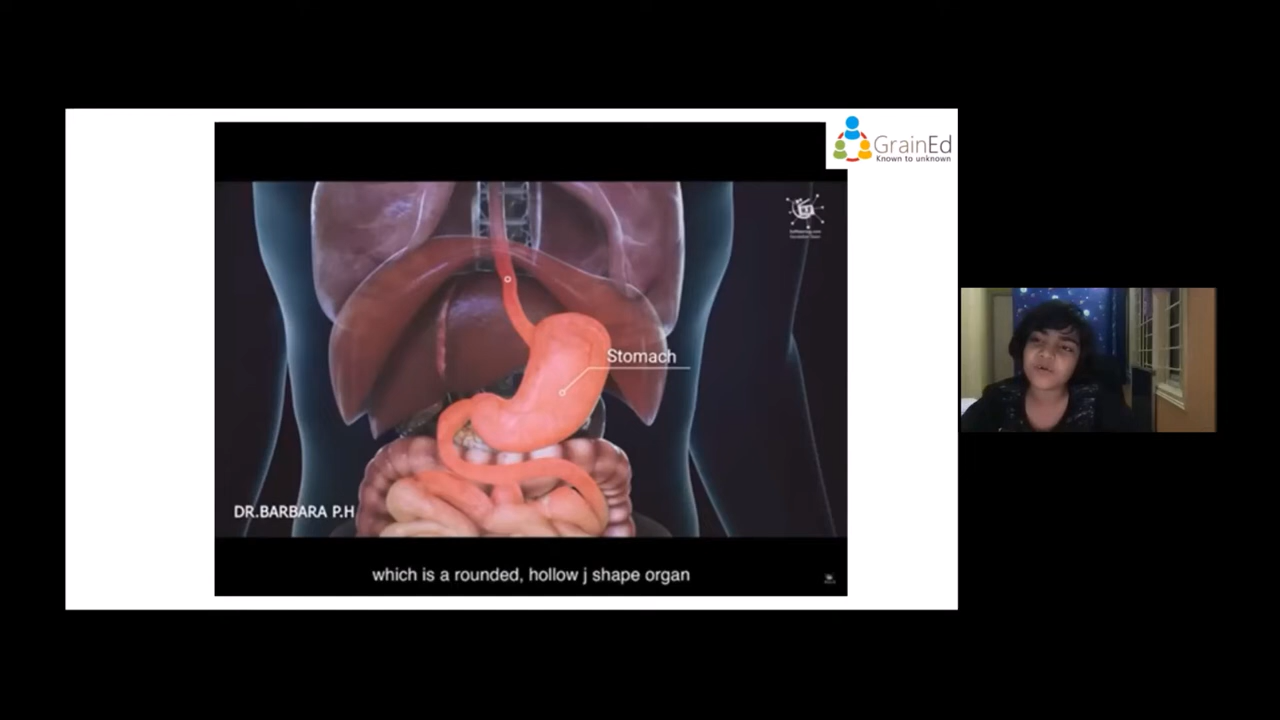 GrainEd
Known to unknown
Stomach
DR.BARBARA P.H
which is a rounded, hollow j shape organ